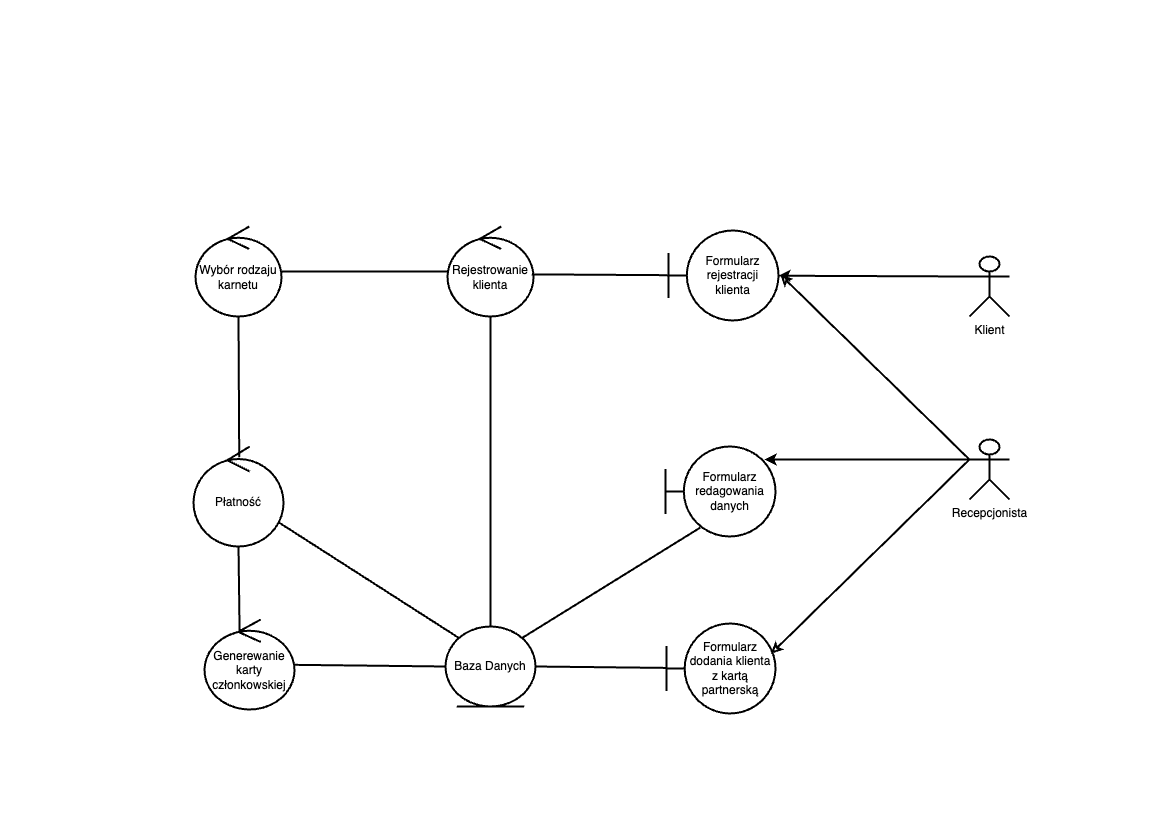 Wybór rodzaju
karnetu
Rejestrowanie
klienta
Formularz
rejestracji
klienta
Klient
Płatność
Formularz
redagowania
danych
Recepcjonista
Generewanie
karty
członkowskiej
Baza Danych
Formularz
dodania klienta
z kartą
partnerską